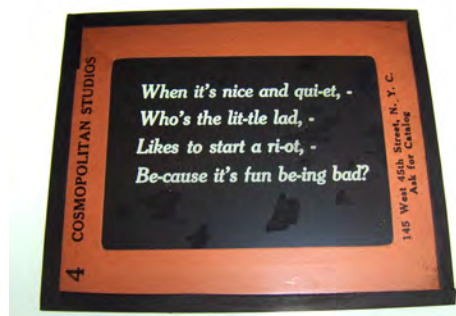 4 COSMOPOLITAN STUDIOS
When it's nice and qui-et, -
Who's the lit-tle lad, -
Likes to start a ri-ot, -
Be-cause it's fun be-ing bad?
145 West 45th Street, N. Y. C.
Ask for Catalog